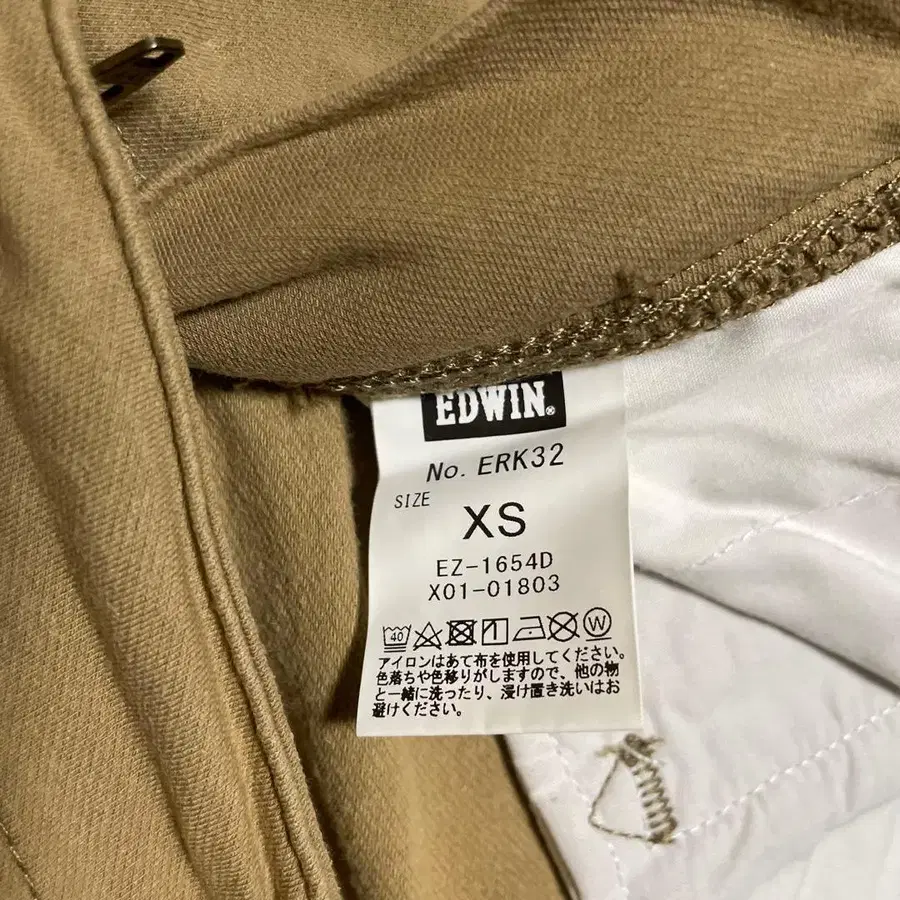 EDWIN®
No. ERK32
SIZE
XS
EZ-1654D
X01-01803
40 W
アイロンはあて布を使用してください。
色落ちや色移りがしますので、他の物
と一緒に洗ったり、浸け置き洗いはお
避けください。